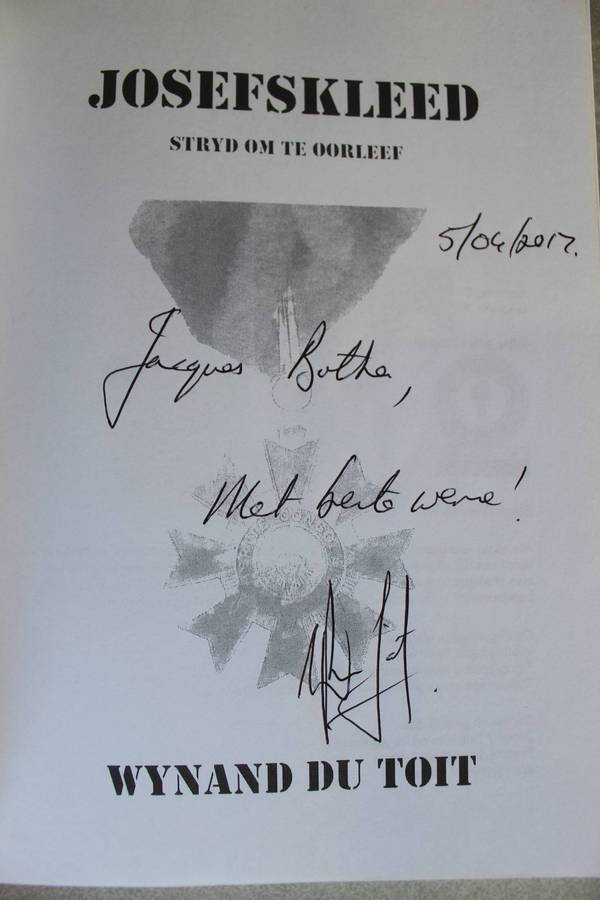 JOSEFSKLEED
STRYD OM TE OORLEEF
5/04/2017.
Jacques Botha,
Met beste wense!
WYNAND DU TOIT